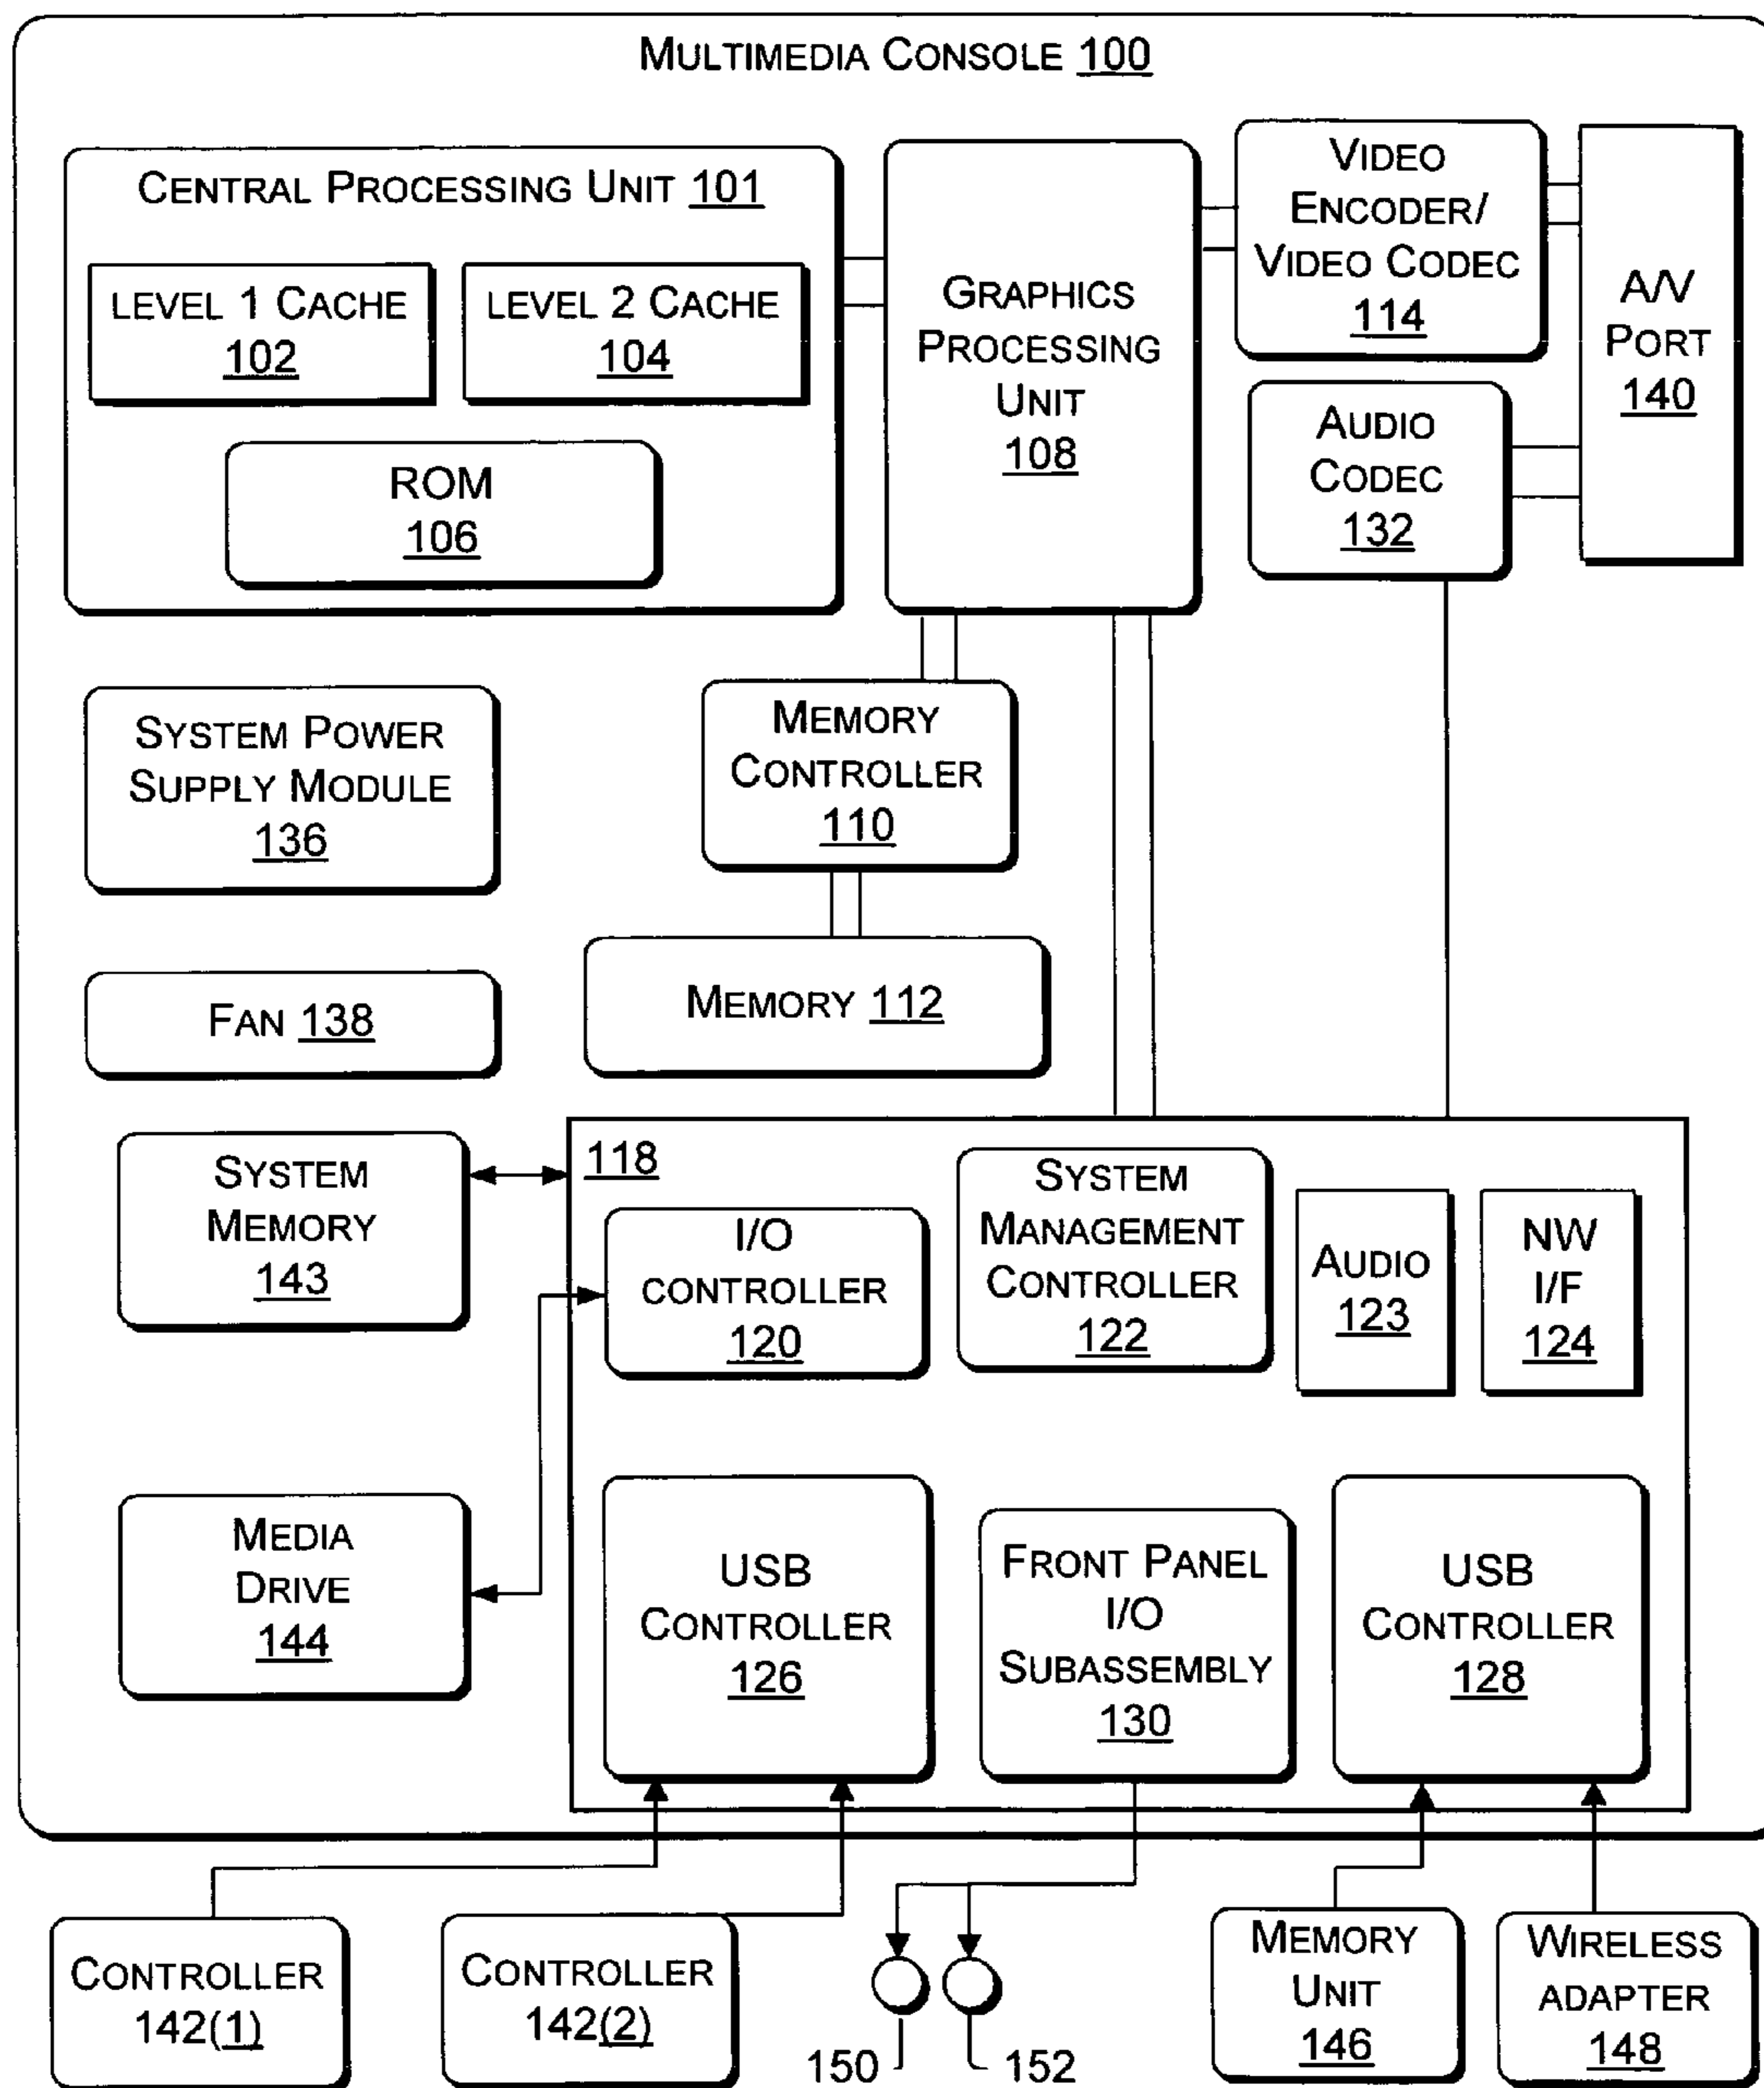 MULTIMEDIA CONSOLE 100
CENTRAL PROCESSING UNIT 101
LEVEL 1 CACHE
102
LEVEL 2 CACHE
104
ROM
106
GRAPHICS
PROCESSING
UNIT
108
VIDEO
ENCODER/
VIDEO CODEC
114
A/V
PORT
140
AUDIO
CODEC
132
SYSTEM POWER
SUPPLY MODULE
136
MEMORY
CONTROLLER
110
FAN 138
MEMORY 112
SYSTEM
MEMORY
143
118
I/O
CONTROLLER
120
SYSTEM
MANAGEMENT
CONTROLLER
122
AUDIO
123
NW
I/F
124
MEDIA
DRIVE
144
USB
CONTROLLER
126
FRONT PANEL
I/O
SUBASSEMBLY
130
USB
CONTROLLER
128
CONTROLLER
142(1)
CONTROLLER
142(2)
150
152
MEMORY
UNIT
146
WIRELESS
ADAPTER
148